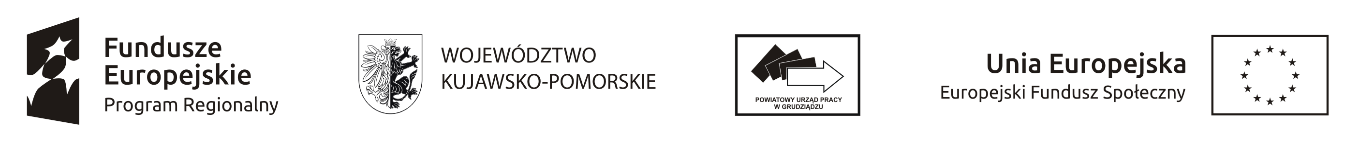 Fundusze
Europejskie
Program Regionalny
WOJEWÓDZTWO
KUJAWSKO-POMORSKIE
POWIATOWY URZĄD PRACY
W GRUDZIĄDZU
Unia Europejska
Europejski Fundusz Społeczny